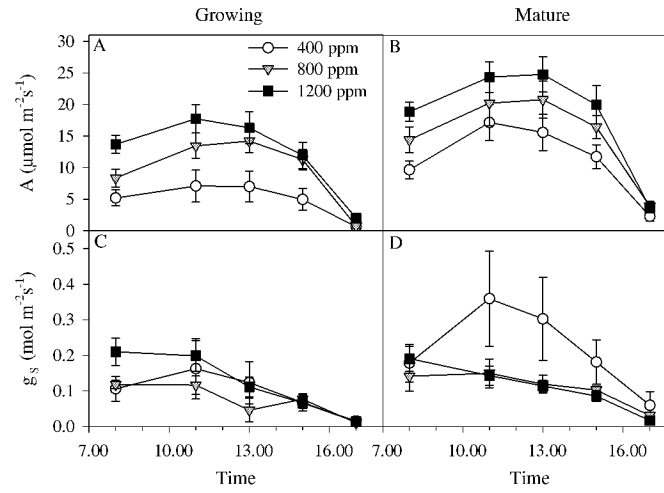 Growing
Mature
A
B
400 ppm
800 ppm
1200 ppm
30
25
20
15
10
5
0
A (µmol m⁻²s⁻¹)
C
D
0.5
0.4
0.3
0.2
0.1
0.0
gs (mol m⁻²s⁻¹)
7.00 10.00 13.00 16.00
7.00 10.00 13.00 16.00
Time
Time